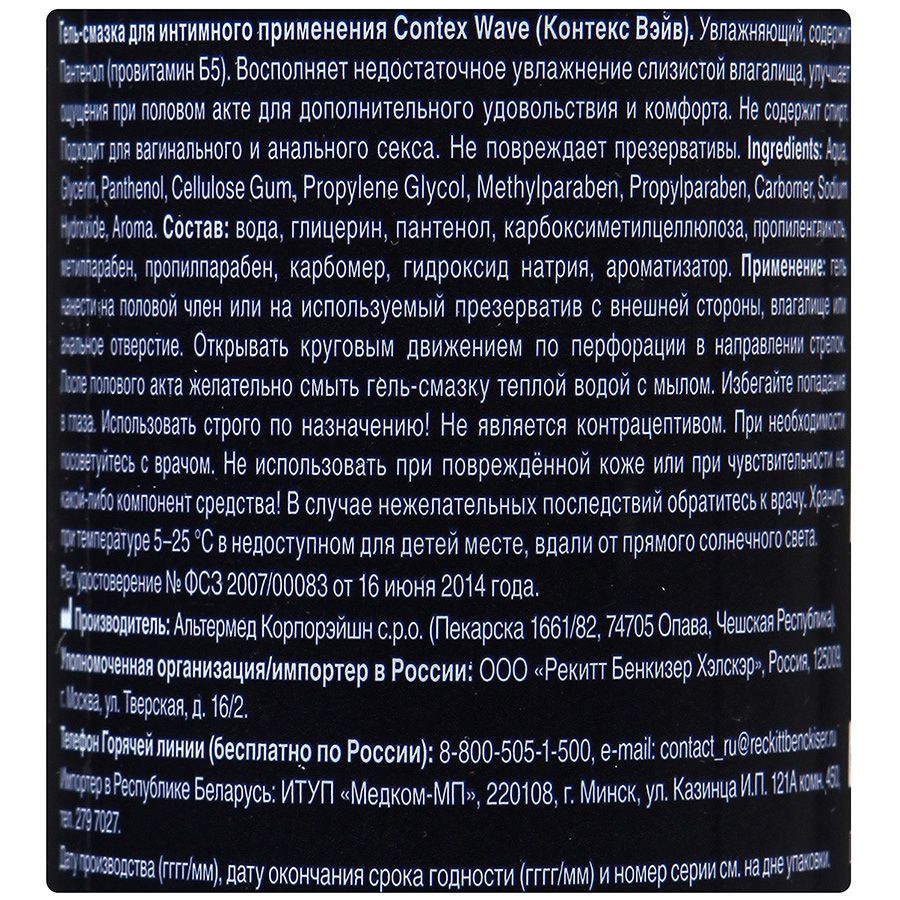 Гель-смазка для интимного применения Contex Wave (Контекс Вэйв). Увлажняющий, содержит
Пантенол (провитамин Б5). Восполняет недостаточное увлажнение слизистой влагалища, улучшает
ощущения при половом акте для дополнительного удовольствия и комфорта. Не содержит спирт.
Подходит для вагинального и анального секса. Не повреждает презервативы. Ingredients: Aqua,
Glycerin, Panthenol, Cellulose Gum, Propylene Glycol, Methylparaben, Propylparaben, Carbomer, Sodium
Hydroxide, Aroma. Состав: вода, глицерин, пантенол, карбоксиметилцеллюлоза, пропиленгликоль,
метилпарабен, пропилпарабен, карбомер, гидроксид натрия, ароматизатор. Применение: гель
нанести на половой член или на используемый презерватив с внешней стороны, влагалище или
анальное отверстие. Открывать круговым движением по перфорации в направлении стрелок.
После полового акта желательно смыть гель-смазку теплой водой с мылом. Избегайте попадания
в глаза. Использовать строго по назначению! Не является контрацептивом. При необходимости
посоветуйтесь с врачом. Не использовать при повреждённой коже или при чувствительности на
какой-либо компонент средства! В случае нежелательных последствий обратитесь к врачу. Хранить
при температуре 5–25 °С в недоступном для детей месте, вдали от прямого солнечного света.
Рег. удостоверение № ФСЗ 2007/00083 от 16 июня 2014 года.
Производитель: Альтермед Корпорэйшн с.р.о. (Пекарска 1661/82, 74705 Опава, Чешская Республика).
Уполномоченная организация/импортер в России: ООО «Рекитт Бенкизер Хэлскэр», Россия, 125009,
г. Москва, ул. Тверская, д. 16/2.
Телефон Горячей линии (бесплатно по России): 8-800-505-1-500, e-mail: contact_ru@reckittbenckiser.ru
Импортер в Республике Беларусь: ИТУП «Медком-МП», 220108, г. Минск, ул. Казинца И.П. 121А комн. 450,
тел. 279 7027.
Дату производства (гггг/мм), дату окончания срока годности (гггг/мм) и номер серии см. на дне упаковки.